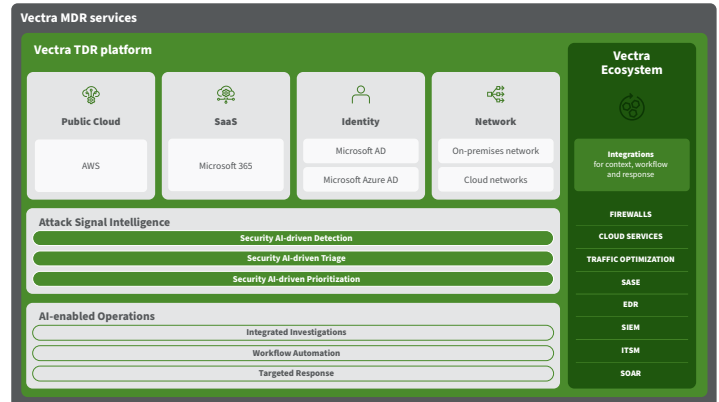 Vectra MDR services
Vectra TDR platform
Public Cloud
AWS
SaaS
Microsoft 365
Identity
Microsoft AD
Microsoft Azure AD
Network
On-premises network
Cloud networks
Attack Signal Intelligence
Security AI-driven Detection
Security AI-driven Triage
Security AI-driven Prioritization
AI-enabled Operations
Integrated Investigations
Workflow Automation
Targeted Response
Vectra
Ecosystem
Integrations
for context, workflow
and response
FIREWALLS
CLOUD SERVICES
TRAFFIC OPTIMIZATION
SASE
EDR
SIEM
ITSM
SOAR